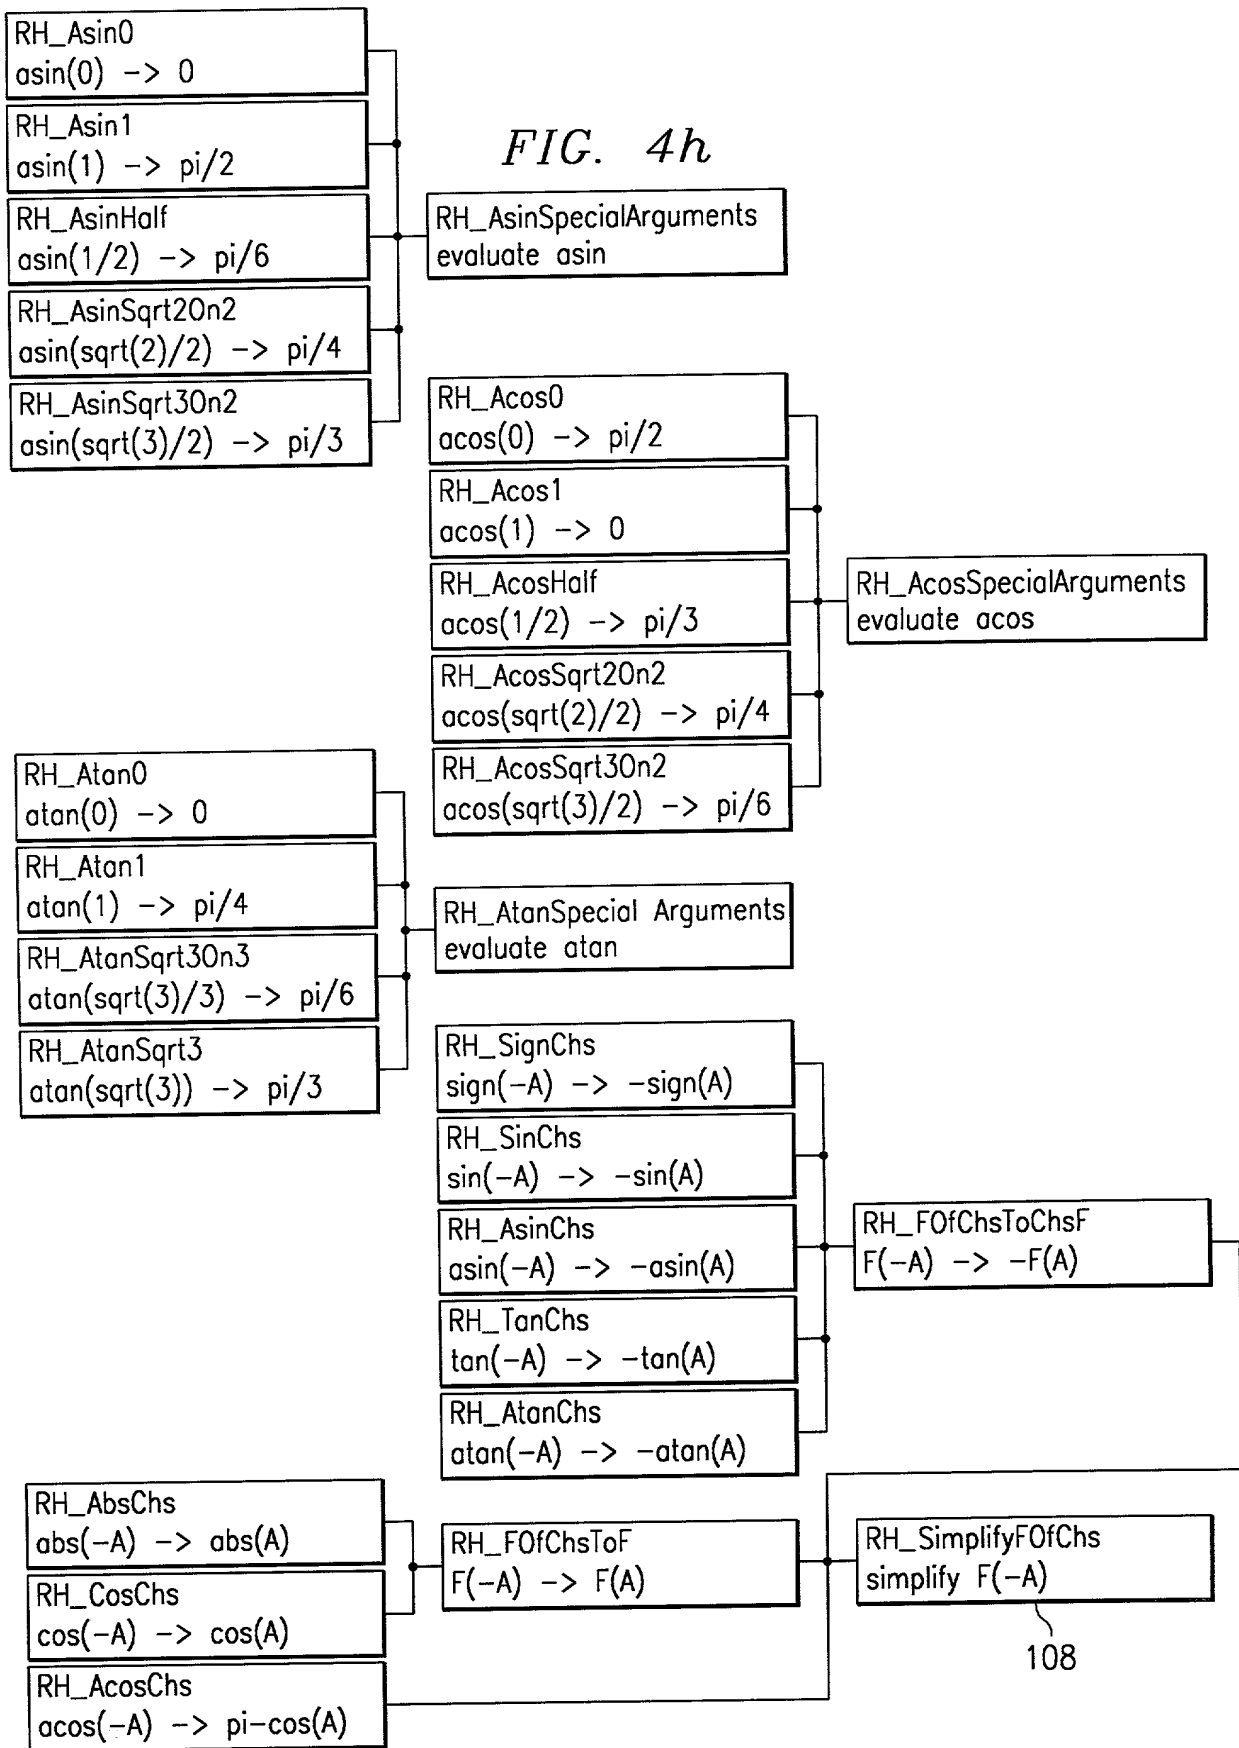 RH_Asin0
asin(0) -> 0
RH_Asin1
asin(1) -> pi/2
FIG. 4h
RH_AsinHalf
asin(1/2) -> pi/6
RH_AsinSpecialArguments
evaluate asin
RH_AsinSqrt2On2
asin(sqrt(2)/2) -> pi/4
RH_AsinSqrt3On2
asin(sqrt(3)/2) -> pi/3
RH_Acos0
acos(0) -> pi/2
RH_Acos1
acos(1) -> 0
RH_AcosHalf
acos(1/2) -> pi/3
RH_AcosSpecialArguments
evaluate acos
RH_AcosSqrt2On2
acos(sqrt(2)/2) -> pi/4
RH_AcosSqrt3On2
acos(sqrt(3)/2) -> pi/6
RH_Atan0
atan(0) -> 0
RH_Atan1
atan(1) -> pi/4
RH_AtanSpecial Arguments
evaluate atan
RH_AtanSqrt3On3
atan(sqrt(3)/3) -> pi/6
RH_AtanSqrt3
atan(sqrt(3)) -> pi/3
RH_SignChs
sign(-A) -> -sign(A)
RH_SinChs
sin(-A) -> -sin(A)
RH_AsinChs
asin(-A) -> -asin(A)
RH_FOfChsToChsF
F(-A) -> -F(A)
RH_TanChs
tan(-A) -> -tan(A)
RH_AtanChs
atan(-A) -> -atan(A)
RH_AbsChs
abs(-A) -> abs(A)
RH_FOfChsToF
F(-A) -> F(A)
RH_SimplifyFOfChs
simplify F(-A)
RH_CosChs
cos(-A) -> cos(A)
108
RH_AcosChs
acos(-A) -> pi-cos(A)